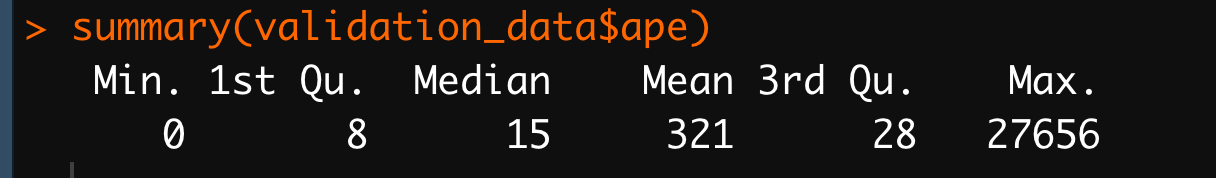 > summary(validation_data$ape)
Min. 1st Qu. Median Mean 3rd Qu. Max.
0 8 15 321 28 27656